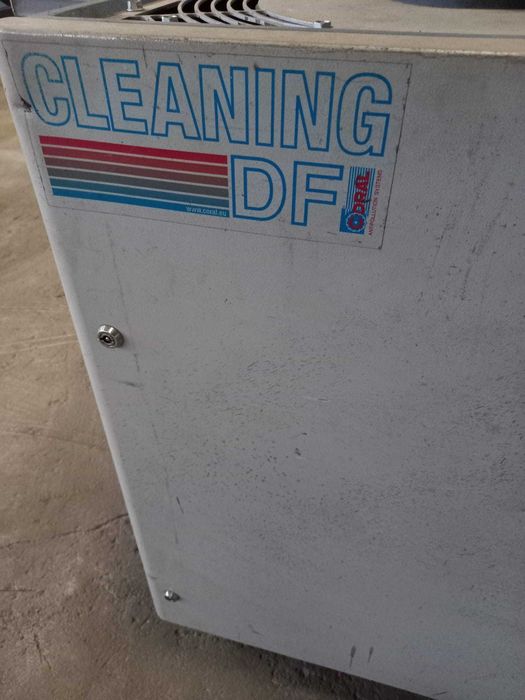 CLEANING
DF
www.coral.eu
CORAL
ANTIPOLLUTION SYSTEMS